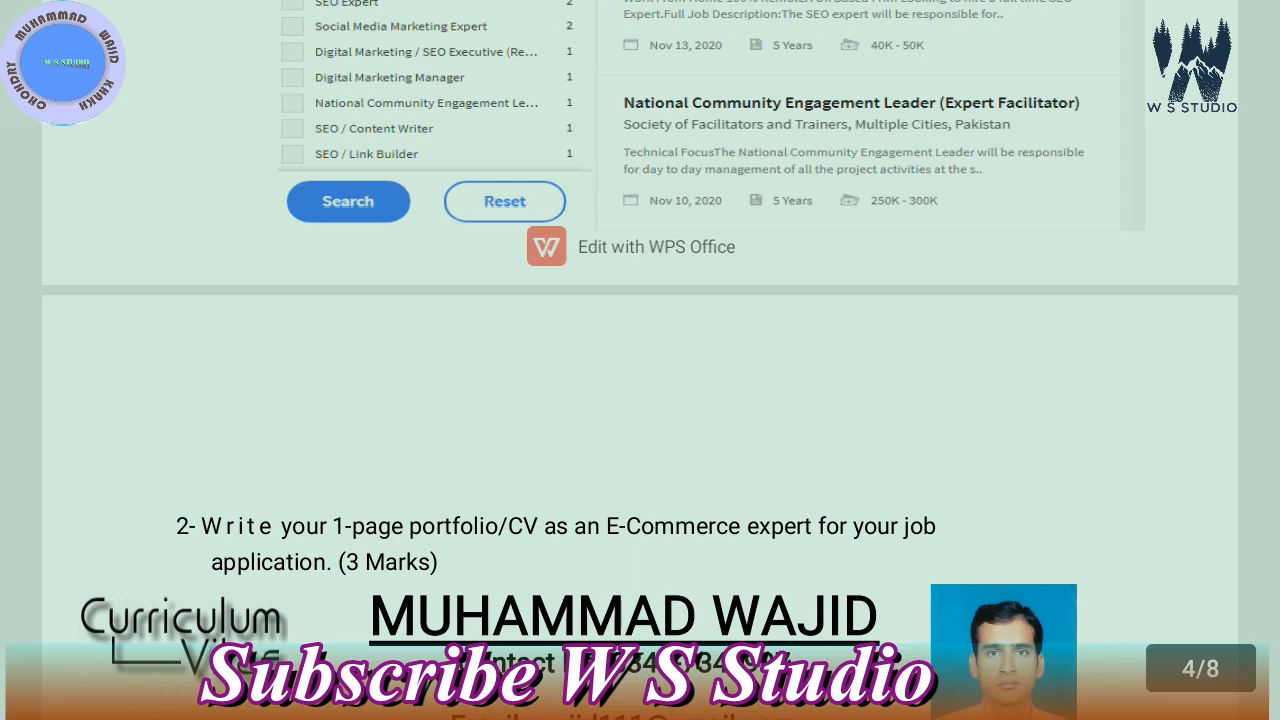 MUHAMMAD WAJID KHAKH CHOHDRY
W S STUDIO
SEO Expert 2
Social Media Marketing Expert 2
Digital Marketing / SEO Executive (Re... 1
Digital Marketing Manager 1
National Community Engagement Le... 1
SEO / Content Writer 1
SEO / Link Builder 1
Search Reset
Expert.Full Job Description:The SEO expert will be responsible for..
Nov 13, 2020 5 Years 40K - 50K
National Community Engagement Leader (Expert Facilitator)
Society of Facilitators and Trainers, Multiple Cities, Pakistan
Technical FocusThe National Community Engagement Leader will be responsible
for day to day management of all the project activities at the s..
Nov 10, 2020 5 Years 250K - 300K
W S STUDIO
Edit with WPS Office
2- Write your 1-page portfolio/CV as an E-Commerce expert for your job
application. (3 Marks)
Curriculum
MUHAMMAD WAJID
Subscribe W S Studio
4/8